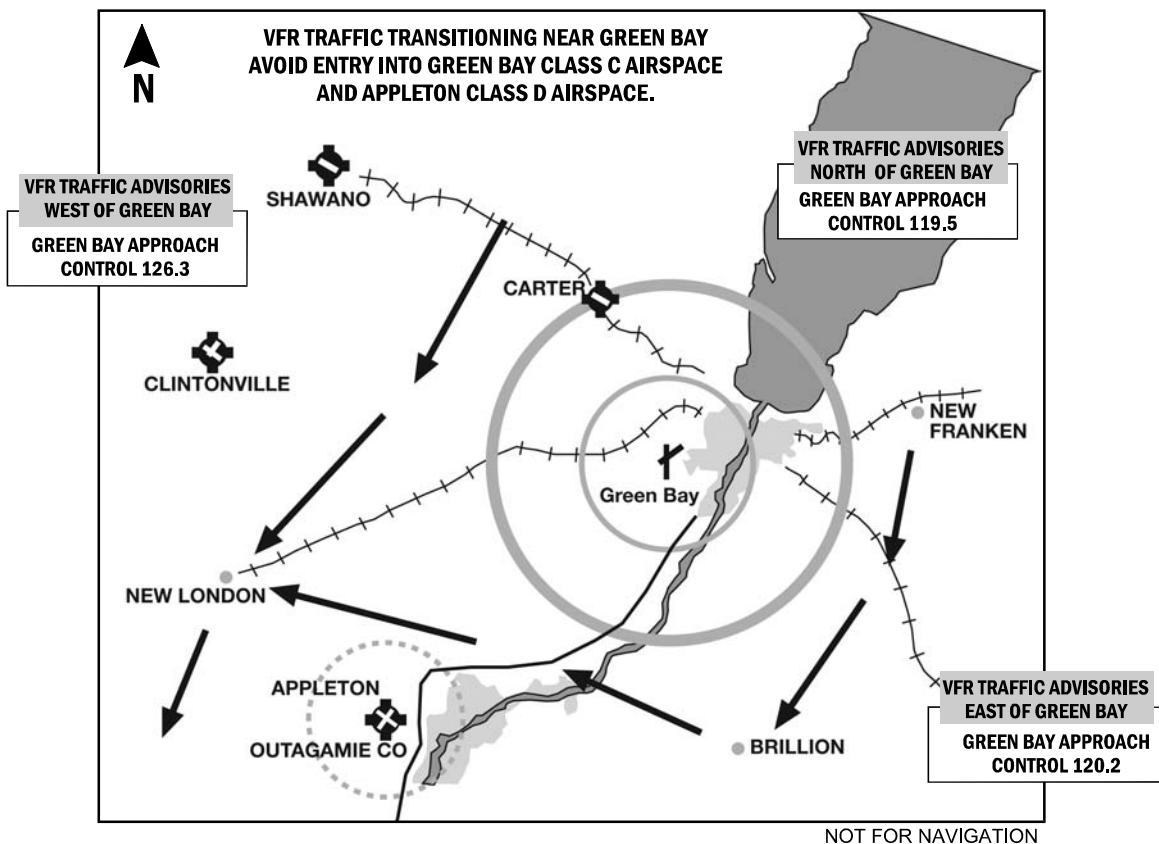 VFR TRAFFIC TRANSITIONING NEAR GREEN BAY
AVOID ENTRY INTO GREEN BAY CLASS C AIRSPACE
AND APPLETON CLASS D AIRSPACE.
N
VFR TRAFFIC ADVISORIES
NORTH OF GREEN BAY
GREEN BAY APPROACH
CONTROL 119.5
VFR TRAFFIC ADVISORIES
WEST OF GREEN BAY
GREEN BAY APPROACH
CONTROL 126.3
SHAWANO
CARTER
CLINTONVILLE
NEW
FRANKEN
Green Bay
NEW LONDON
APPLETON
OUTAGAMIE CO
BRILLION
VFR TRAFFIC ADVISORIES
EAST OF GREEN BAY
GREEN BAY APPROACH
CONTROL 120.2
NOT FOR NAVIGATION